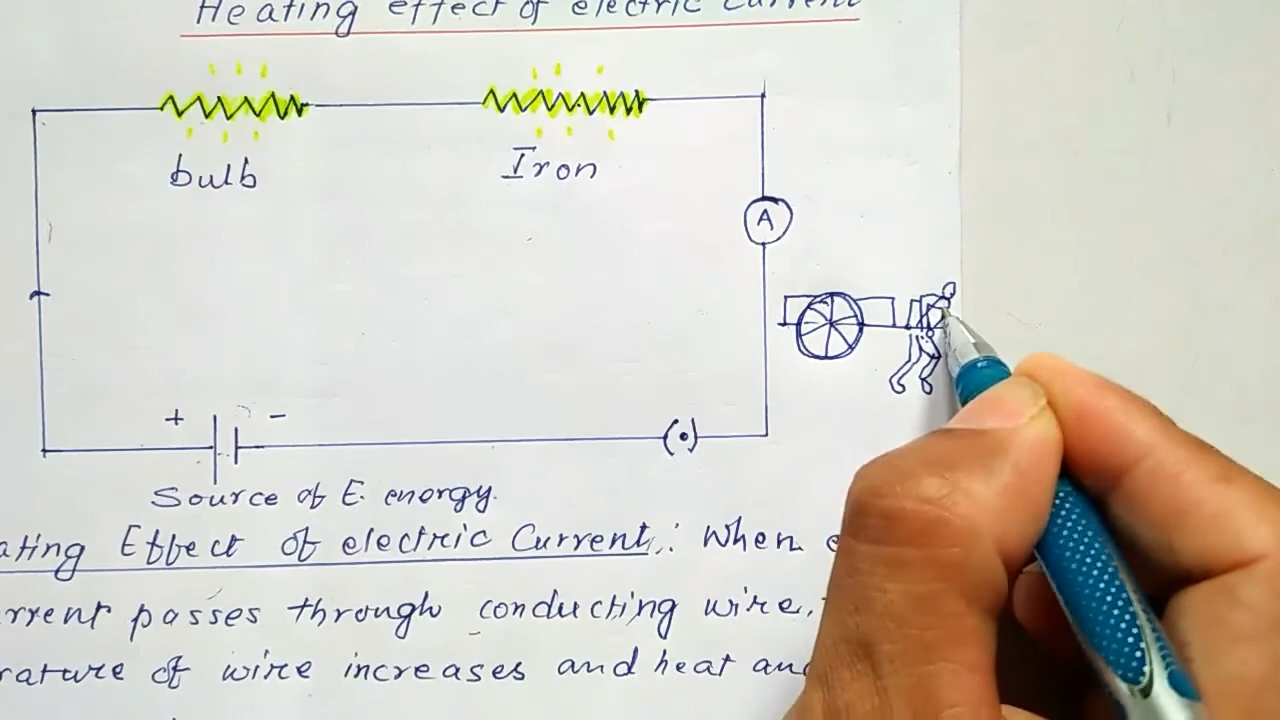 Heating effect of electric current
bulb
Iron
A
+ -
(•)
Source of E. energy.
ating Effect of electric Current: When e
rrent passes through conducting wire,
rature of wire increases and heat an